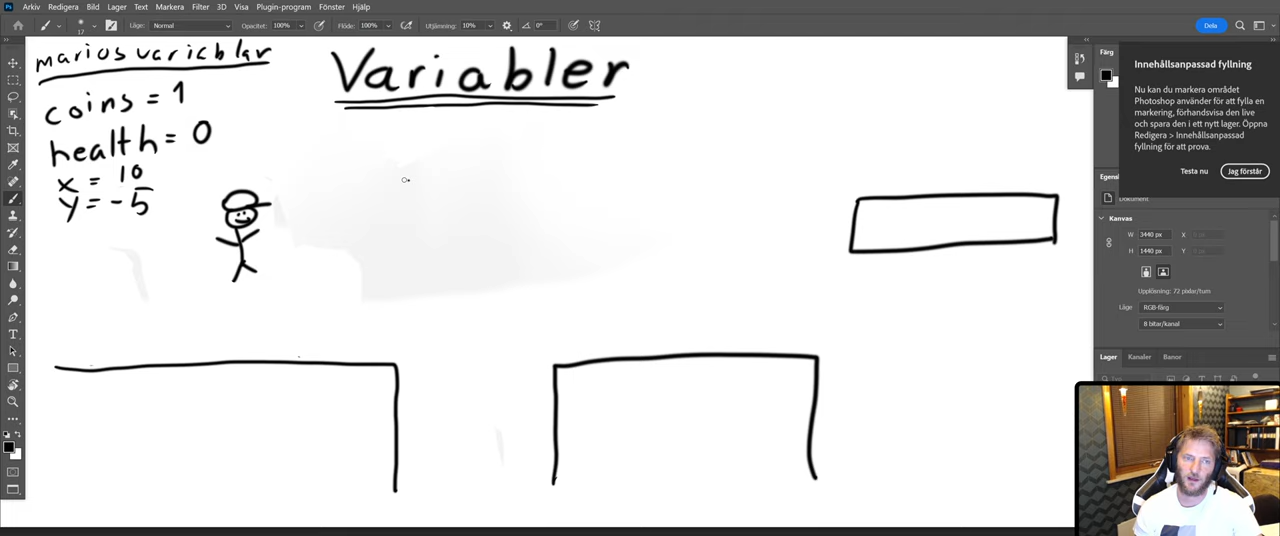 Arkiv Redigera Bild Lager Text Markera Filter 3D Visa Plugin-program Fönster Hjälp
17 Läge: Normal Opacitet: 100% Flöde: 100% Utjämning: 10% 0° Dela
marios varicblar
coins = 1
health = 0
x = 10
y = -5
Variabler
Färg
Innehållsanpassad fyllning
Nu kan du markera området
Photoshop använder för att fylla en
markering, förhandsvisa den live
och spara den i ett nytt lager. Öppna
Redigera > Innehållsanpassad
fyllning för att prova.
Testa nu Jag förstår
Egens
Dokument
Kanvas
W 3440 px X
H 1440 px Y
Upplösning: 72 pixlar/tum
Läge RGB-färg
8 bitar/kanal
Lager Kanaler Banor